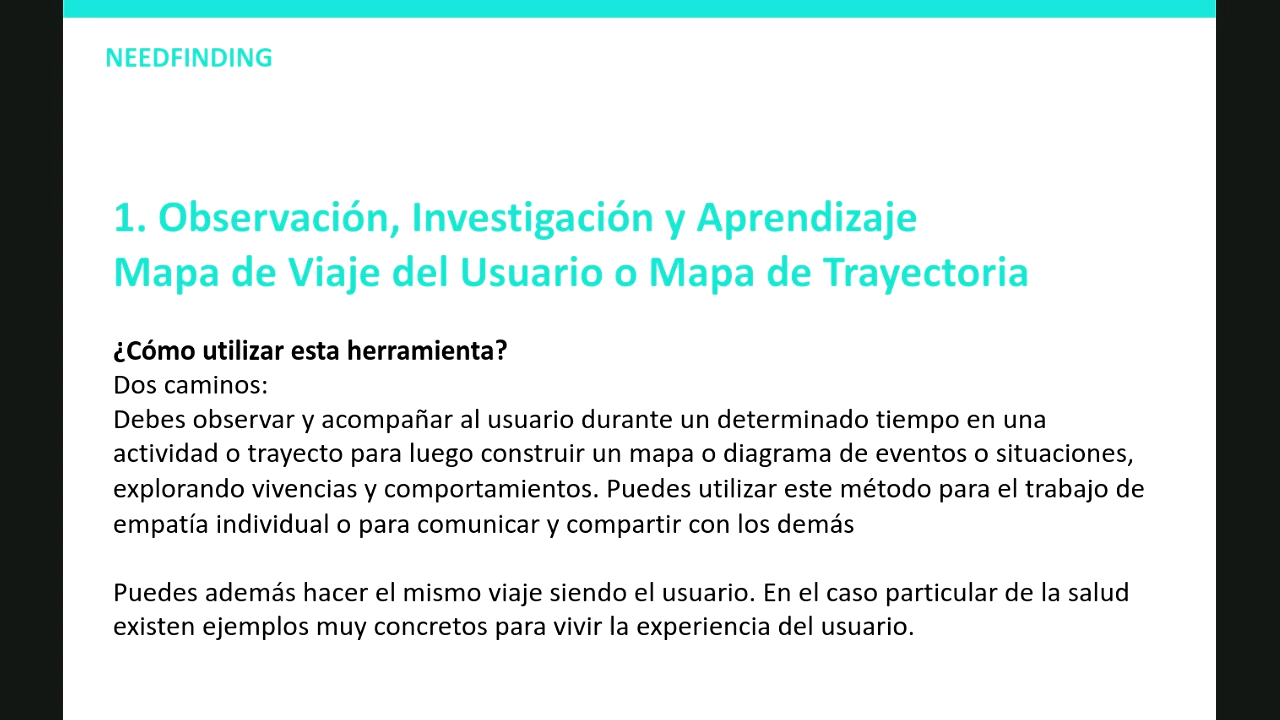 NEEDFINDING
1. Observación, Investigación y Aprendizaje
Mapa de Viaje del Usuario o Mapa de Trayectoria
¿Cómo utilizar esta herramienta?
Dos caminos:
Debes observar y acompañar al usuario durante un determinado tiempo en una
actividad o trayecto para luego construir un mapa o diagrama de eventos o situaciones,
explorando vivencias y comportamientos. Puedes utilizar este método para el trabajo de
empatía individual o para comunicar y compartir con los demás
Puedes además hacer el mismo viaje siendo el usuario. En el caso particular de la salud
existen ejemplos muy concretos para vivir la experiencia del usuario.